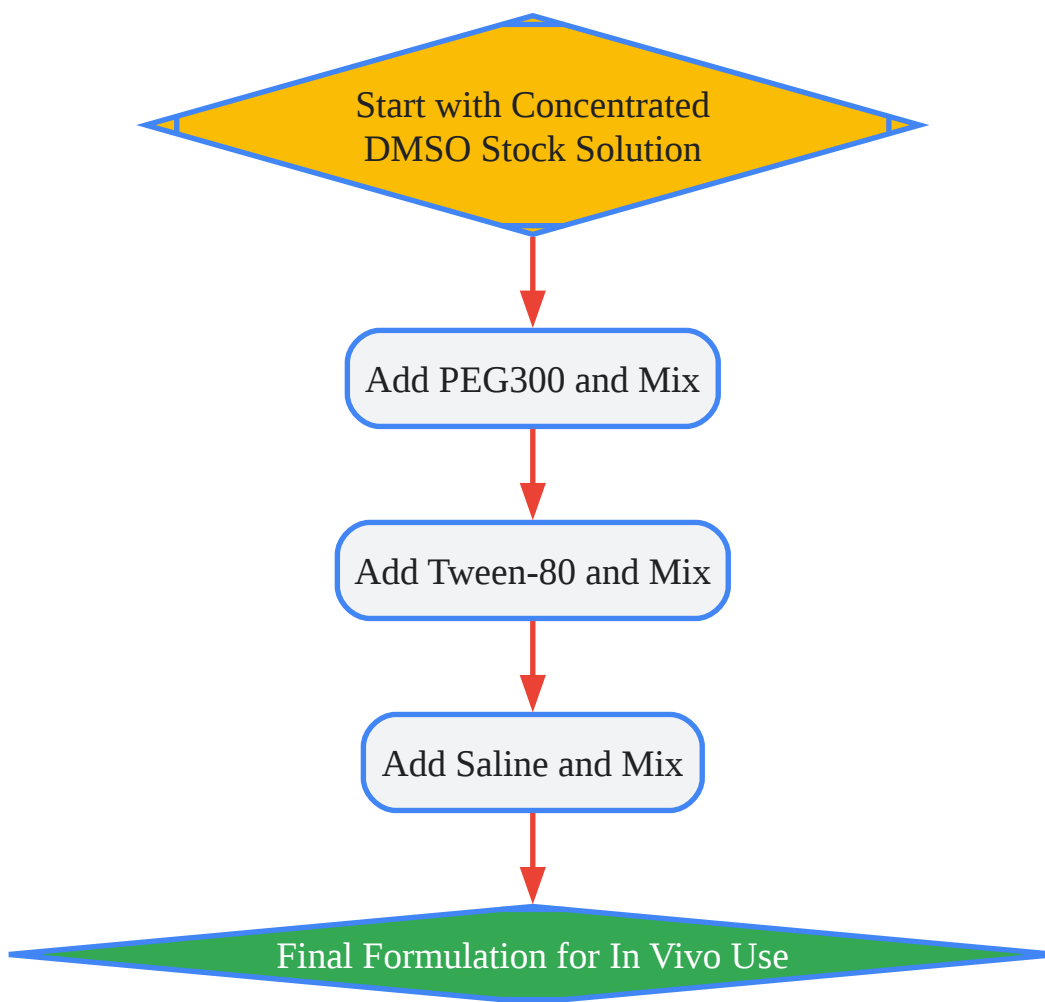 Start with Concentrated
DMSO Stock Solution
Add PEG300 and Mix
Add Tween-80 and Mix
Add Saline and Mix
Final Formulation for In Vivo Use